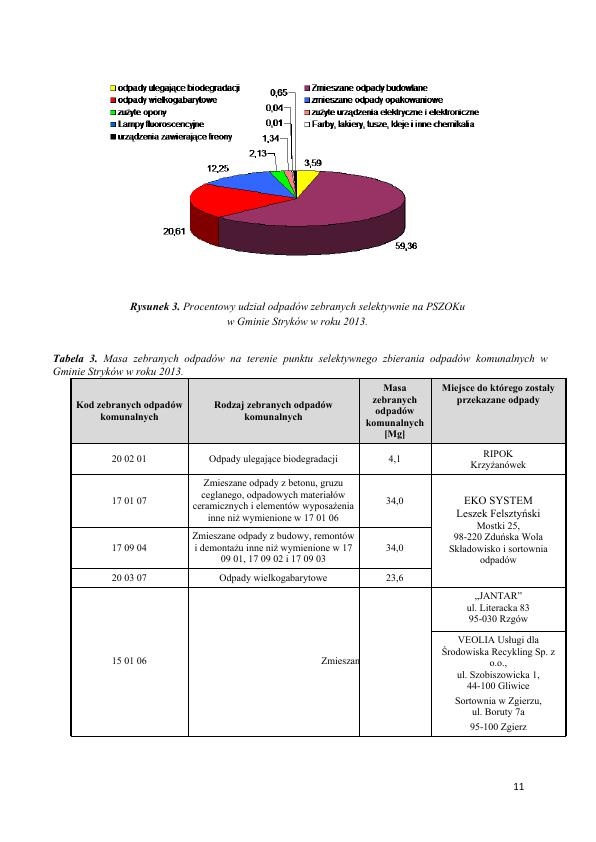 odpady ulegające biodegradacji
Zmieszane odpady budowlane
odpady wielkogabarytowe
zmieszane odpady opakowaniowe
zużyte opony
zużyte urządzenia elektryczne i elektroniczne
Lampy fluoroscencyjne
Farby, lakiery, tusze, kleje i inne chemikalia
urządzenia zawierające freony
0,65
0,04
0,01
1,34
2,13
3,59
12,25
20,61
59,36
Rysunek 3. Procentowy udział odpadów zebranych selektywnie na PSZOKu
w Gminie Stryków w roku 2013.
Tabela 3. Masa zebranych odpadów na terenie punktu selektywnego zbierania odpadów komunalnych w
Gminie Stryków w roku 2013.
Kod zebranych odpadów
komunalnych
Rodzaj zebranych odpadów
komunalnych
Masa
zebranych
odpadów
komunalnych
[Mg]
Miejsce do którego zostały
przekazane odpady
20 02 01
Odpady ulegające biodegradacji
4,1
RIPOK
Krzyżanówek
17 01 07
Zmieszane odpady z betonu, gruzu
ceglanego, odpadowych materiałów
ceramicznych i elementów wyposażenia
inne niż wymienione w 17 01 06
34,0
EKO SYSTEM
Leszek Felsztyński
Mostki 25,
98-220 Zduńska Wola
Składowisko i sortownia
odpadów
17 09 04
Zmieszane odpady z budowy, remontów
i demontażu inne niż wymienione w 17
09 01, 17 09 02 i 17 09 03
34,0
20 03 07
Odpady wielkogabarytowe
23,6
15 01 06
Zmieszan
„JANTAR”
ul. Literacka 83
95-030 Rzgów
VEOLIA Usługi dla
Środowiska Recykling Sp. z
o.o.,
ul. Szobiszowicka 1,
44-100 Gliwice
Sortownia w Zgierzu,
ul. Boruty 7a
95-100 Zgierz
11